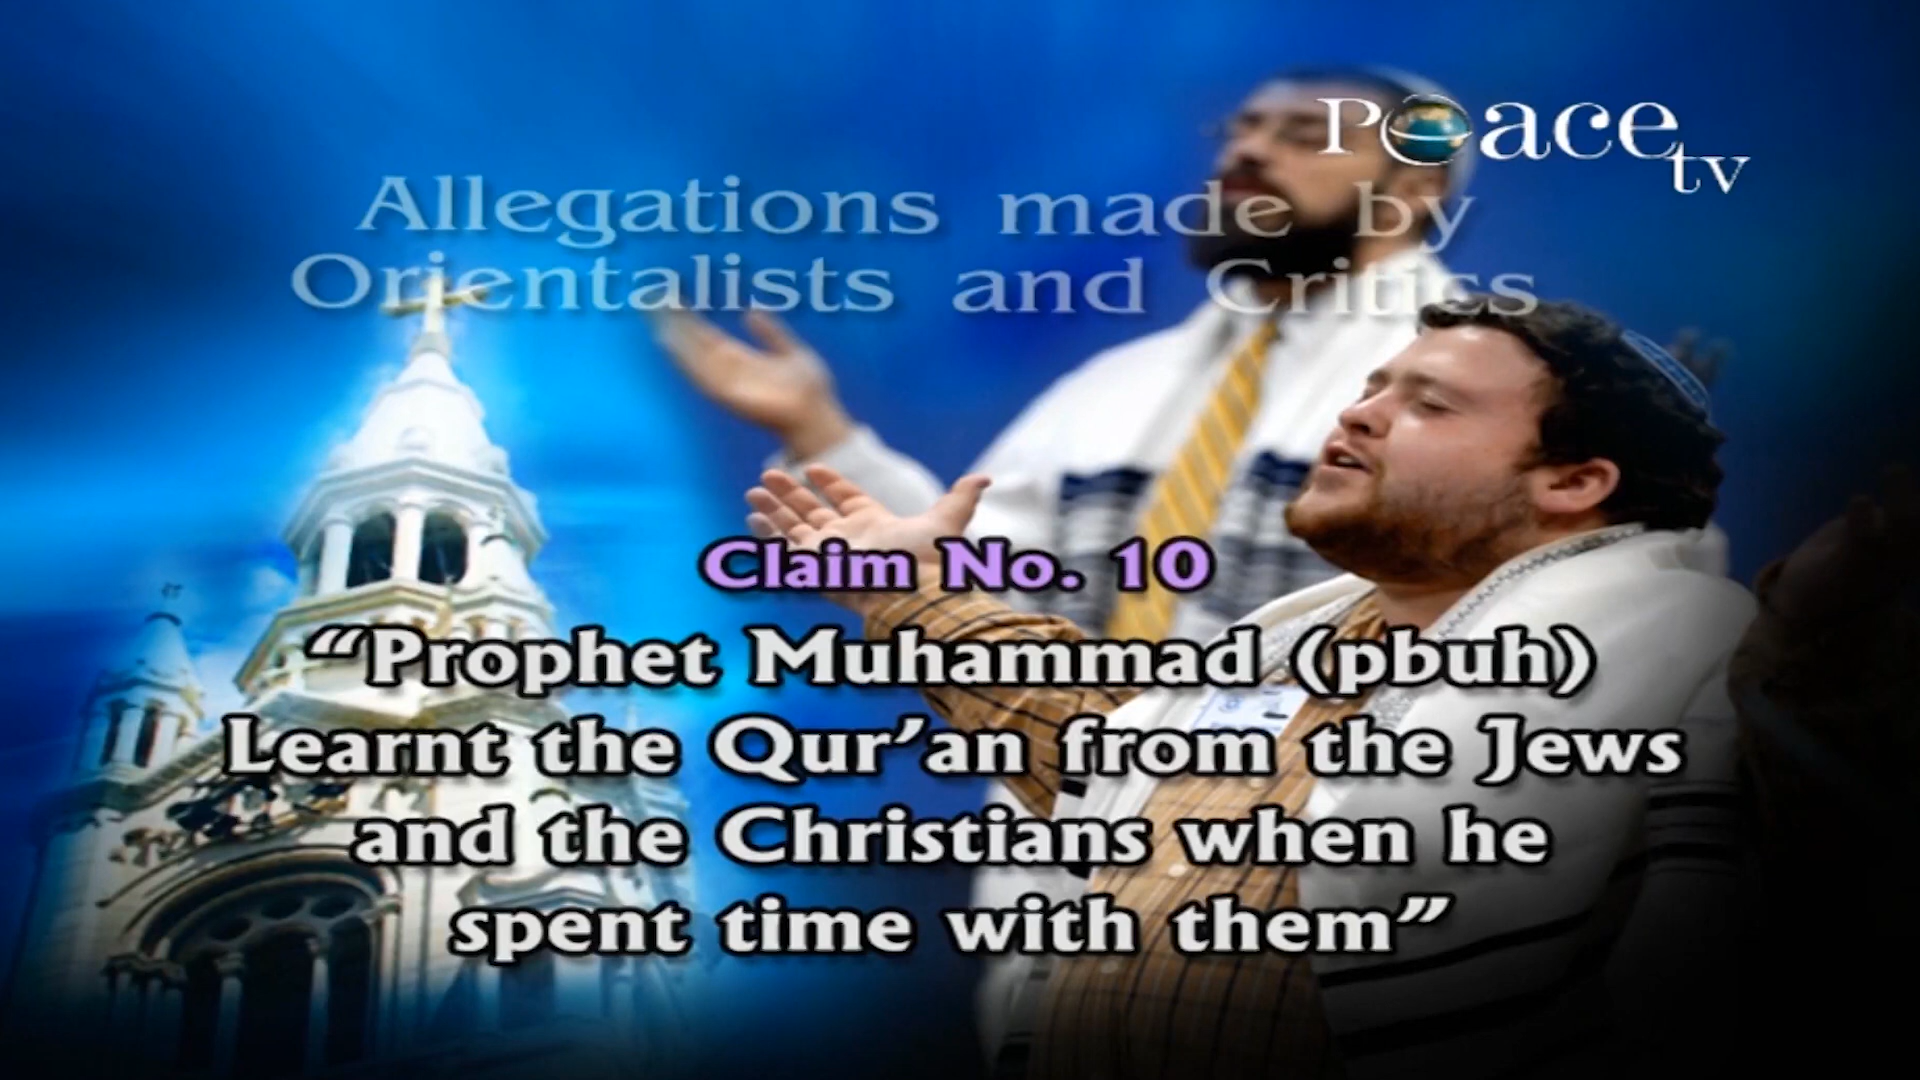 Peace tv
Allegations made by
Orientalists and Critics
Claim No. 10
“Prophet Muhammad (pbuh)
Learnt the Qur’an from the Jews
and the Christians when he
spent time with them”